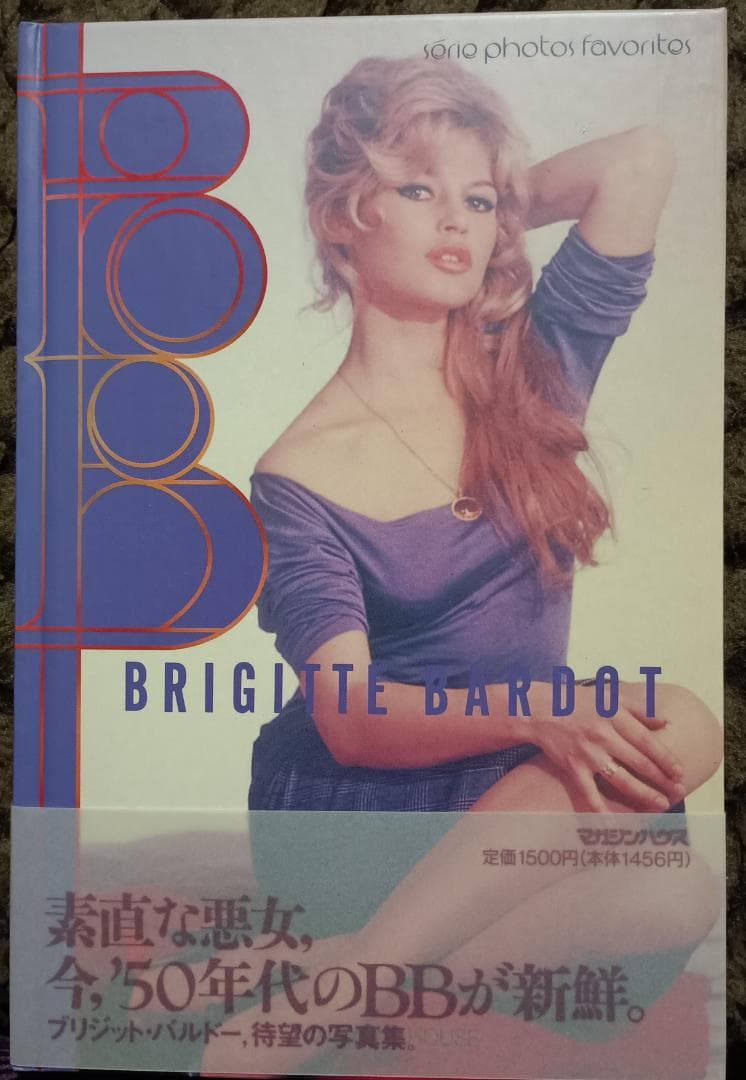 série photos favorites
BB
BRIGITTE BARDOT
マガジンハウス
定価1500円(本体1456円)
素直な悪女,
今,'50年代のBBが新鮮。
ブリジット・バルドー,待望の写真集。